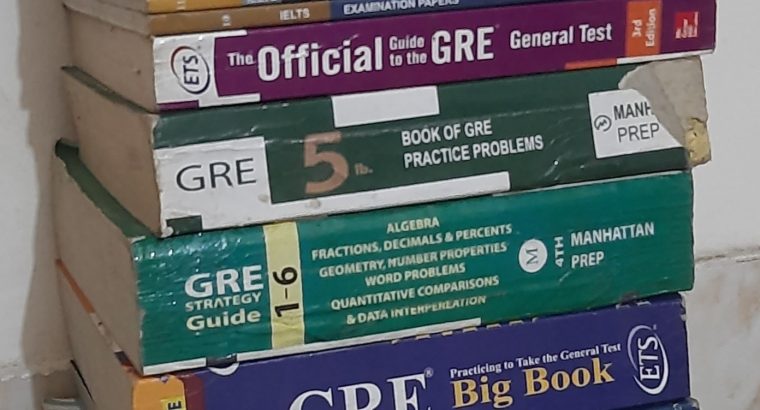 10 IELTS EXAMINATION PAPERS
ETS The Official Guide to the GRE General Test 3rd Edition
GRE 5 lb. BOOK OF GRE
PRACTICE PROBLEMS
MANH
PREP
GRE
STRATEGY
Guide
1-6
ALGEBRA
FRACTIONS, DECIMALS & PERCENTS
GEOMETRY, NUMBER PROPERTIES
WORD PROBLEMS
QUANTITATIVE COMPARISONS
& DATA INTERPERLATION
M
4TH
MANHATTAN
PREP
GRE
Practicing to Take the General Test
Big Book
ETS